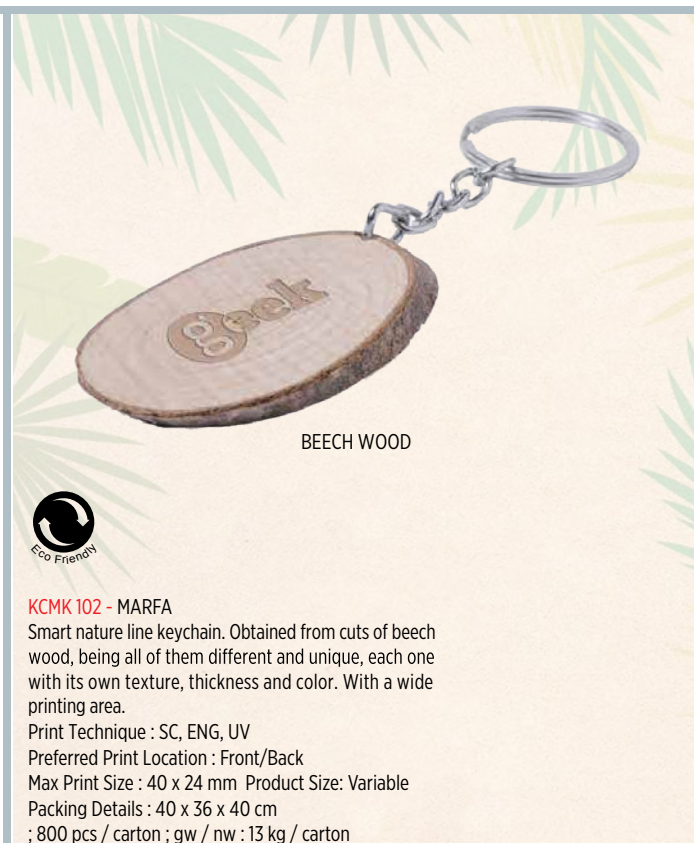 geek
BEECH WOOD
Eco Friendly
KCMK 102 - MARFA
Smart nature line keychain. Obtained from cuts of beech
wood, being all of them different and unique, each one
with its own texture, thickness and color. With a wide
printing area.
Print Technique : SC, ENG, UV
Preferred Print Location : Front/Back
Max Print Size : 40 x 24 mm  Product Size: Variable
Packing Details : 40 x 36 x 40 cm
; 800 pcs / carton ; gw / nw : 13 kg / carton